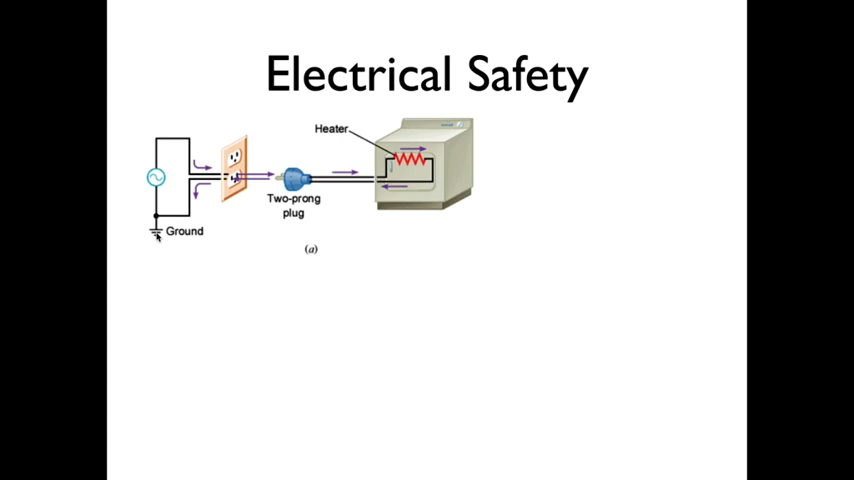 Electrical Safety
Heater
Two-prong
plug
Ground
(a)